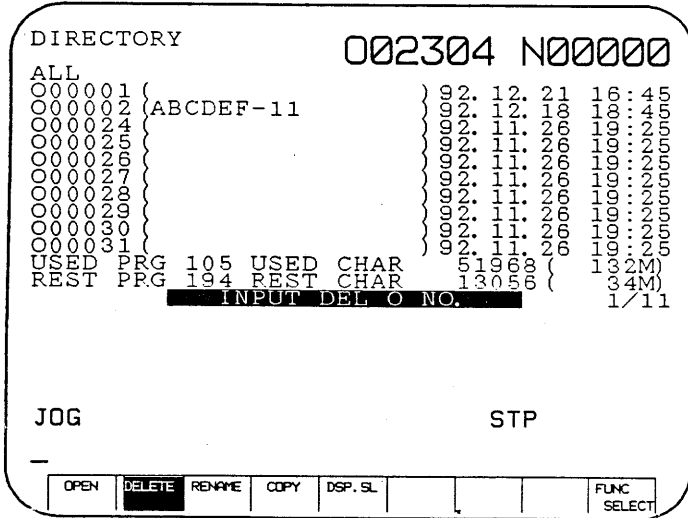 DIRECTORY O02304 N00000
ALL
O00001( ) 92. 12. 21 16:45
O00002(ABCDEF-11 ) 92. 12. 18 18:45
O00024( ) 92. 11. 26 19:25
O00025( ) 92. 11. 26 19:25
O00026( ) 92. 11. 26 19:25
O00027( ) 92. 11. 26 19:25
O00028( ) 92. 11. 26 19:25
O00029( ) 92. 11. 26 19:25
O00030( ) 92. 11. 26 19:25
O00031( ) 92. 11. 26 19:25
USED PRG 105 USED CHAR 51968( 132M)
REST PRG 194 REST CHAR 13056( 34M)
INPUT DEL O NO. 1/11
JOG STP
_
OPEN DELETE RENAME COPY DSP.SL FUNC SELECT